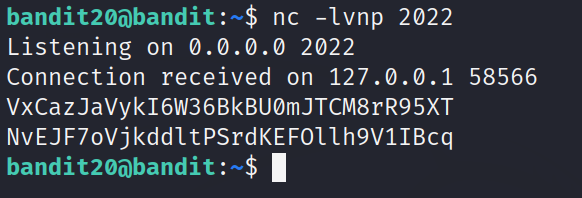 bandit20@bandit:~$ nc -lvnp 2022
Listening on 0.0.0.0 2022
Connection received on 127.0.0.1 58566
VxCazJaVykI6W36BkBU0mJTCM8rR95XT
NvEJF7oVjkddltPSrdKEFOllh9V1IBcq
bandit20@bandit:~$